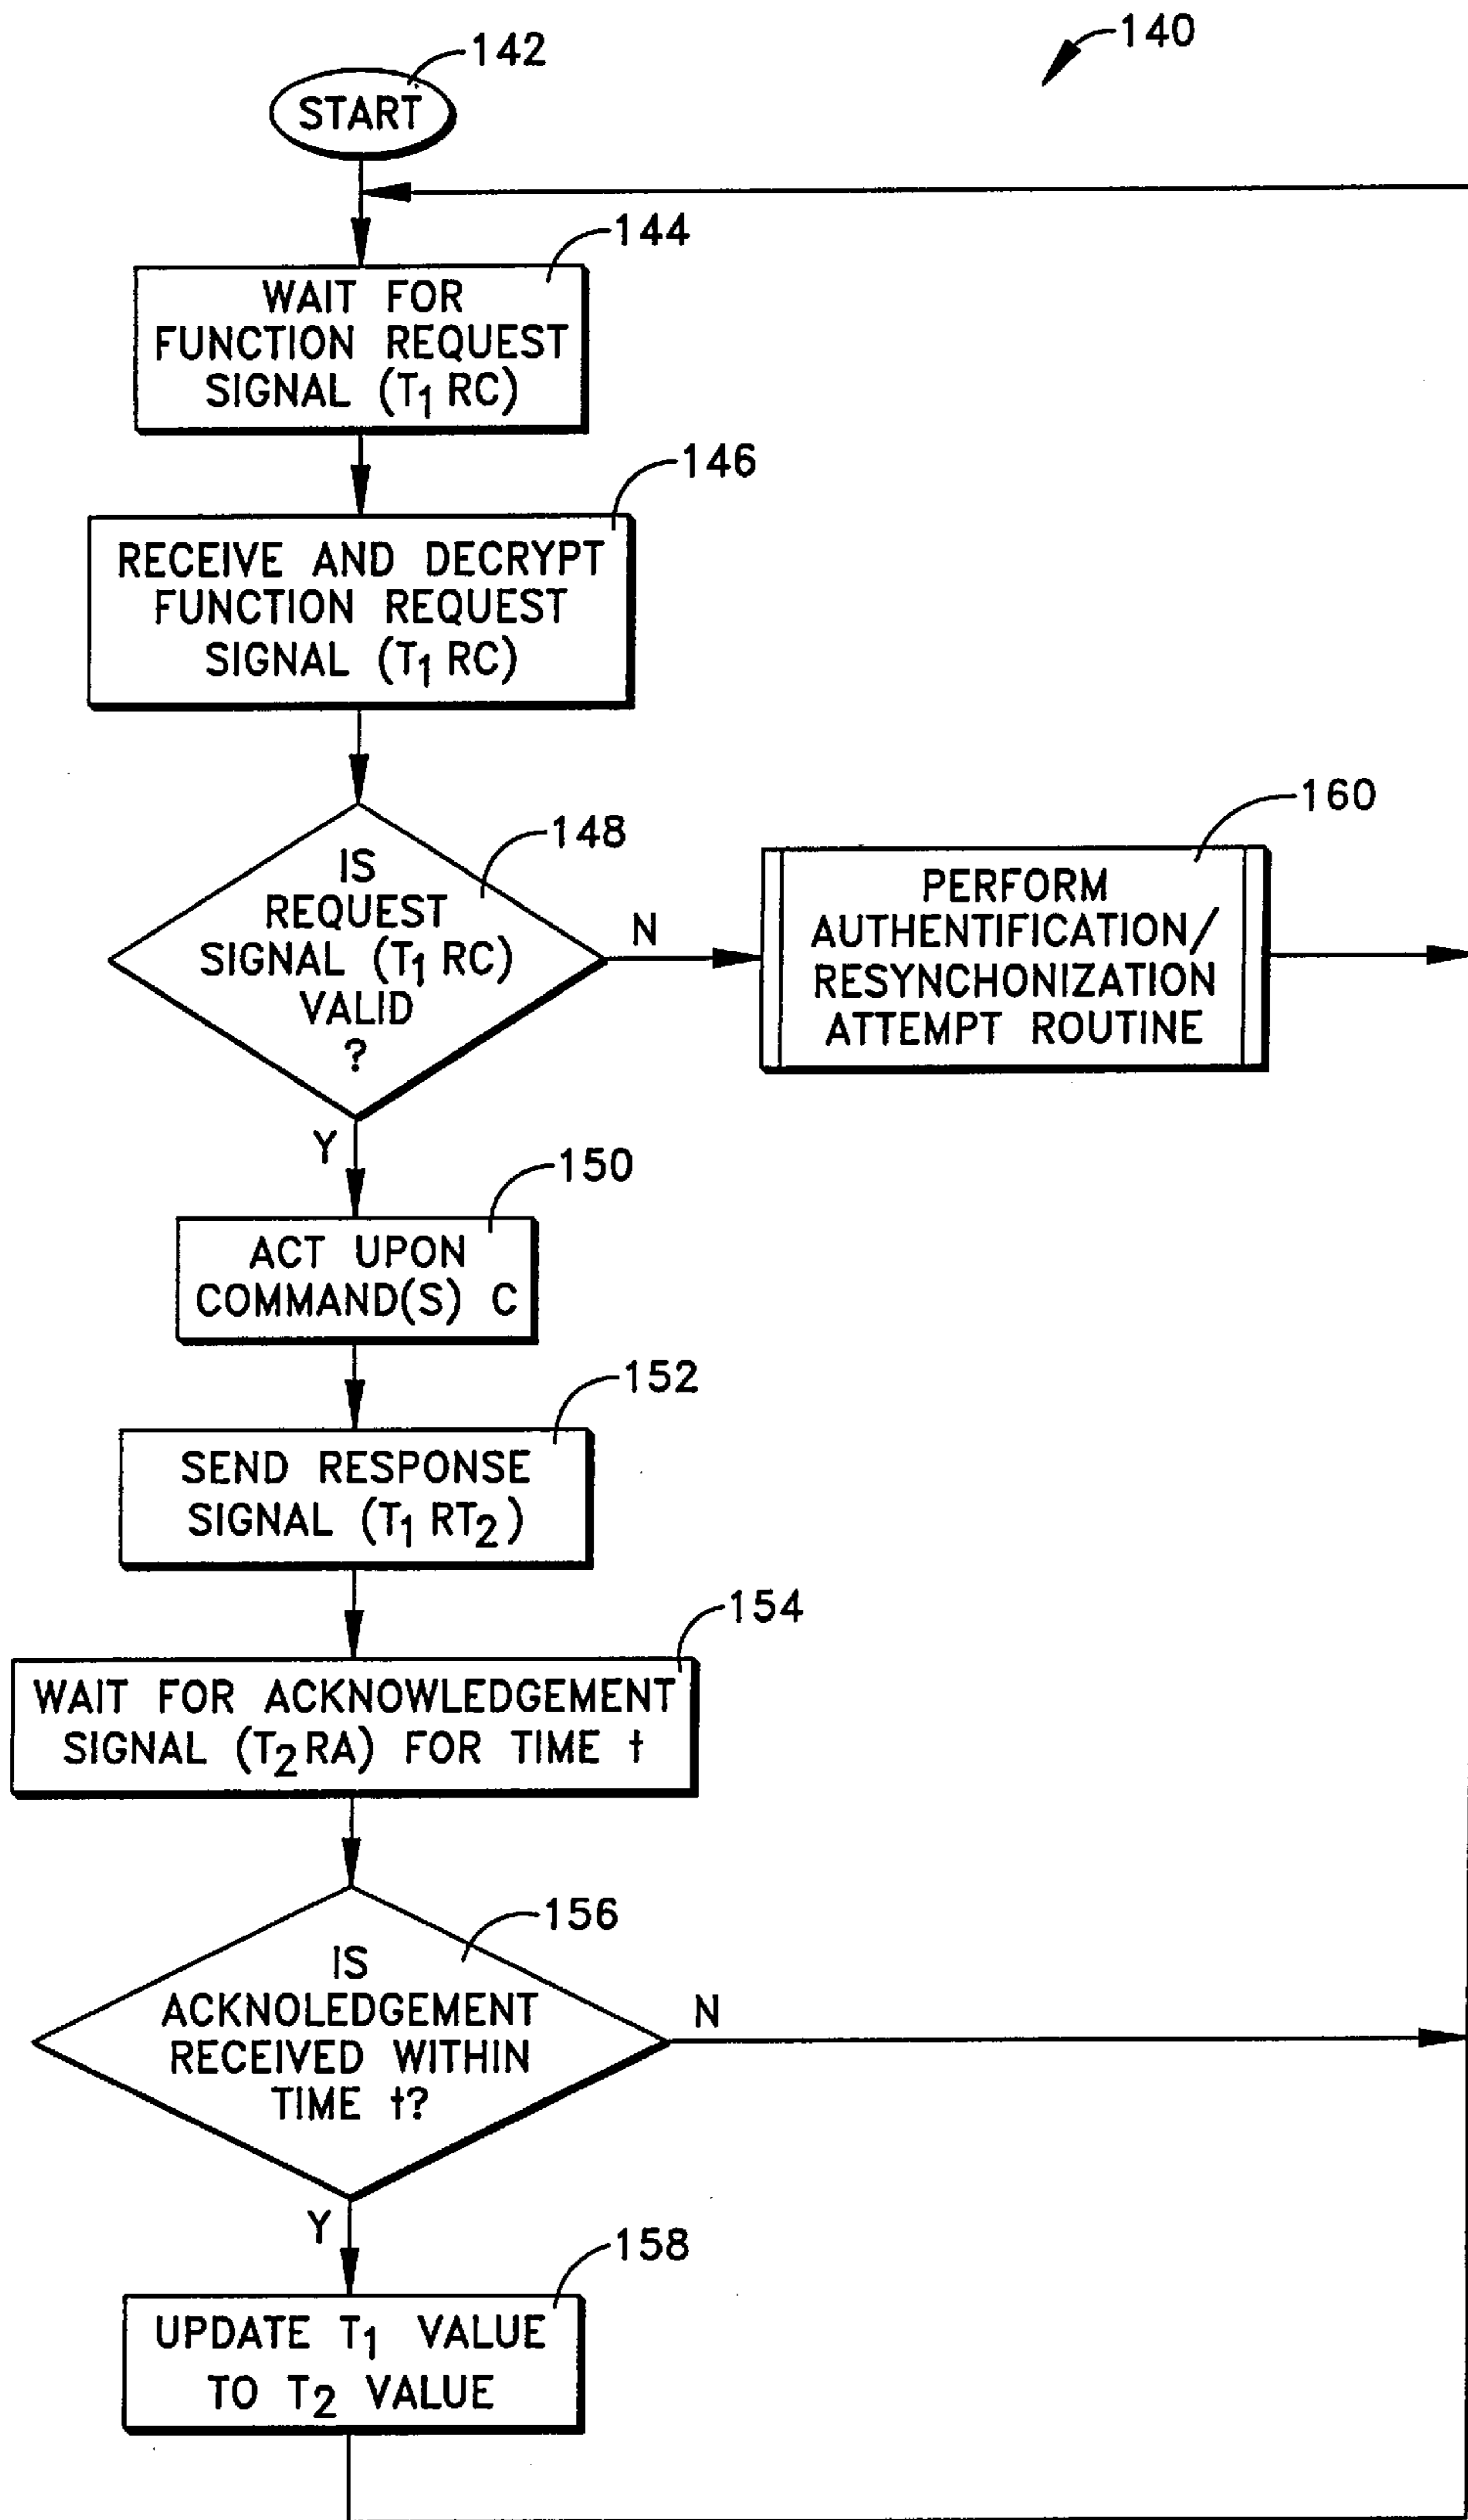 140
142
START
144
WAIT FOR
FUNCTION REQUEST
SIGNAL (T1 RC)
146
RECEIVE AND DECRYPT
FUNCTION REQUEST
SIGNAL (T1 RC)
148
IS
REQUEST
SIGNAL (T1 RC)
VALID
?
N
160
PERFORM
AUTHENTIFICATION/
RESYNCHONIZATION
ATTEMPT ROUTINE
Y
150
ACT UPON
COMMAND(S) C
152
SEND RESPONSE
SIGNAL (T1 RT2)
154
WAIT FOR ACKNOWLEDGEMENT
SIGNAL (T2 RA) FOR TIME t
156
IS
ACKNOLEDGEMENT
RECEIVED WITHIN
TIME t?
N
Y
158
UPDATE T1 VALUE
TO T2 VALUE